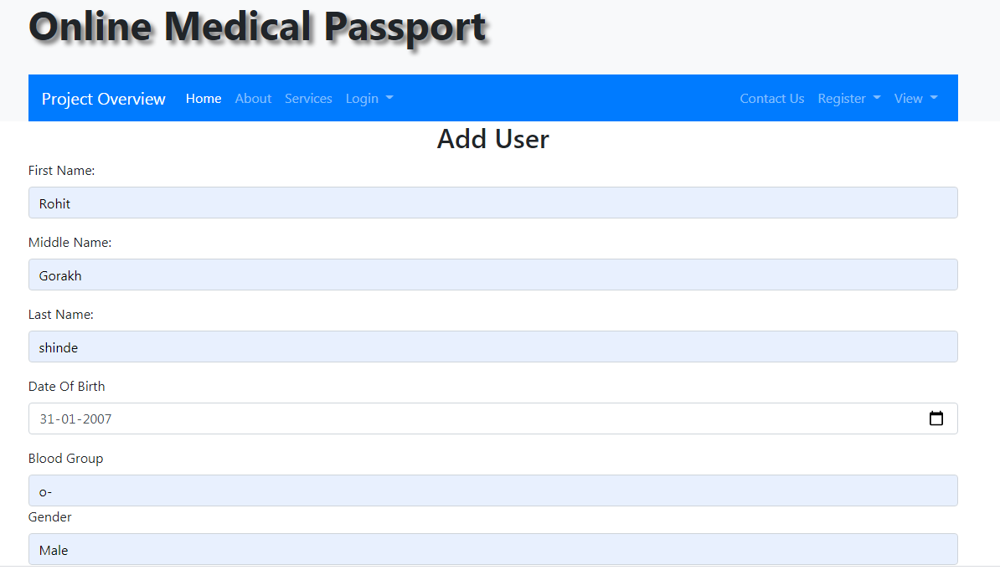 Online Medical Passport
Project Overview Home About Services Login Contact Us Register View
Add User
First Name:
Rohit
Middle Name:
Gorakh
Last Name:
shinde
Date Of Birth
31-01-2007
Blood Group
o-
Gender
Male